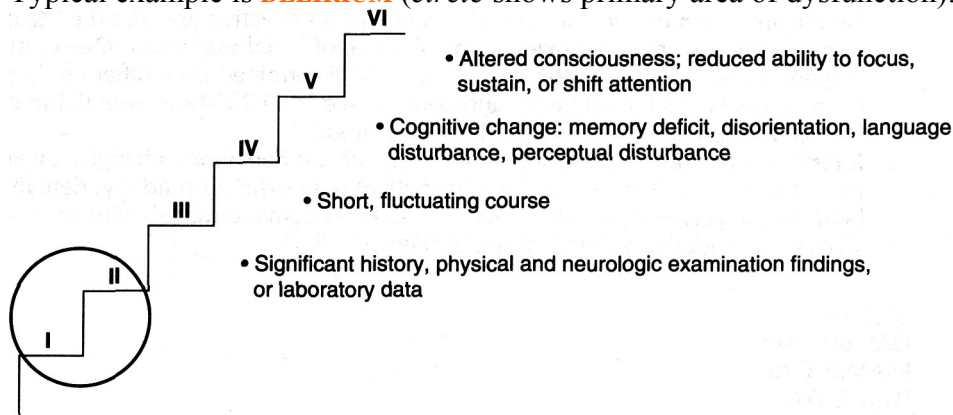 Typical example is DELIRIUM (circle shows primary area of dysfunction):
VI
• Altered consciousness; reduced ability to focus,
sustain, or shift attention
V
• Cognitive change: memory deficit, disorientation, language
disturbance, perceptual disturbance
IV
• Short, fluctuating course
III
• Significant history, physical and neurologic examination findings,
or laboratory data
II
I